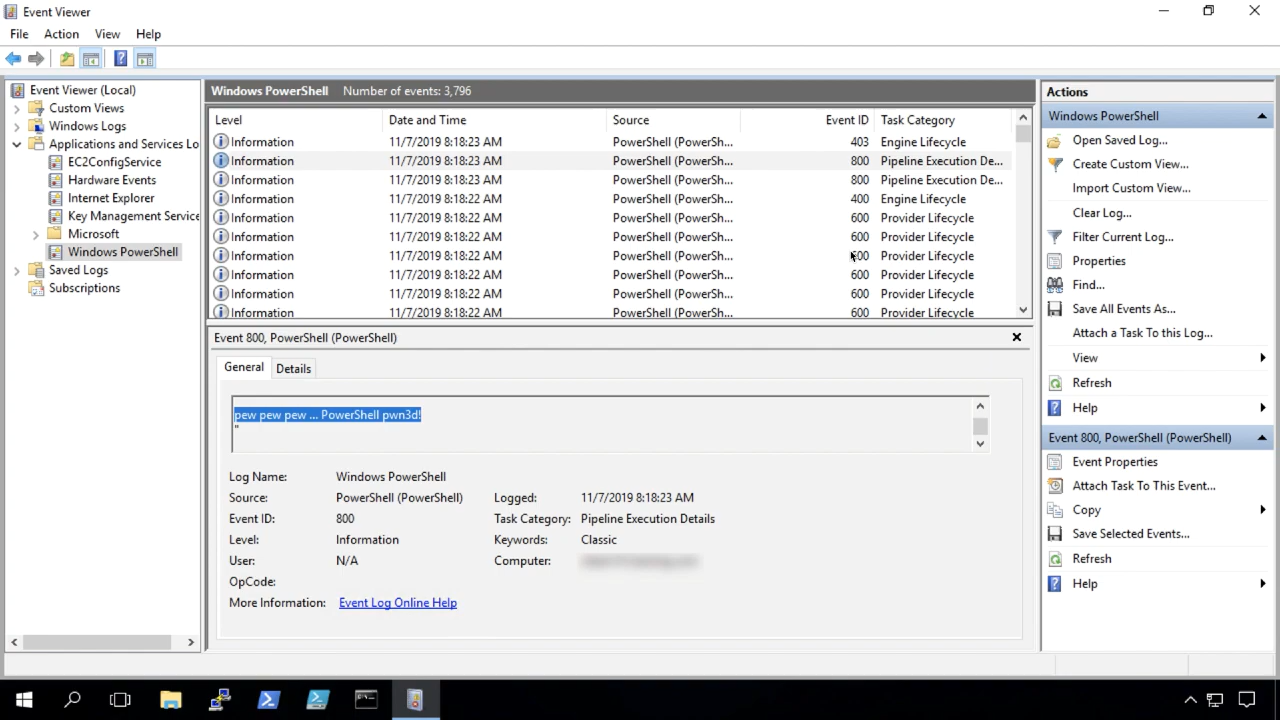 Event Viewer
File Action View Help
Event Viewer (Local)
Custom Views
Windows Logs
Applications and Services Lo
EC2ConfigService
Hardware Events
Internet Explorer
Key Management Service
Microsoft
Windows PowerShell
Saved Logs
Subscriptions
Windows PowerShell Number of events: 3,796
Level Date and Time Source Event ID Task Category
Information 11/7/2019 8:18:23 AM PowerShell (PowerSh... 403 Engine Lifecycle
Information 11/7/2019 8:18:23 AM PowerShell (PowerSh... 800 Pipeline Execution De...
Information 11/7/2019 8:18:23 AM PowerShell (PowerSh... 800 Pipeline Execution De...
Information 11/7/2019 8:18:22 AM PowerShell (PowerSh... 400 Engine Lifecycle
Information 11/7/2019 8:18:22 AM PowerShell (PowerSh... 600 Provider Lifecycle
Information 11/7/2019 8:18:22 AM PowerShell (PowerSh... 600 Provider Lifecycle
Information 11/7/2019 8:18:22 AM PowerShell (PowerSh... 600 Provider Lifecycle
Information 11/7/2019 8:18:22 AM PowerShell (PowerSh... 600 Provider Lifecycle
Information 11/7/2019 8:18:22 AM PowerShell (PowerSh... 600 Provider Lifecycle
Information 11/7/2019 8:18:22 AM PowerShell (PowerSh... 600 Provider Lifecycle
Event 800, PowerShell (PowerShell)
General Details
pew pew pew ... PowerShell pwn3d!
"
Log Name: Windows PowerShell
Source: PowerShell (PowerShell) Logged: 11/7/2019 8:18:23 AM
Event ID: 800 Task Category: Pipeline Execution Details
Level: Information Keywords: Classic
User: N/A Computer:
OpCode:
More Information: Event Log Online Help
Actions
Windows PowerShell
Open Saved Log...
Create Custom View...
Import Custom View...
Clear Log...
Filter Current Log...
Properties
Find...
Save All Events As...
Attach a Task To this Log...
View
Refresh
Help
Event 800, PowerShell (PowerShell)
Event Properties
Attach Task To This Event...
Copy
Save Selected Events...
Refresh
Help